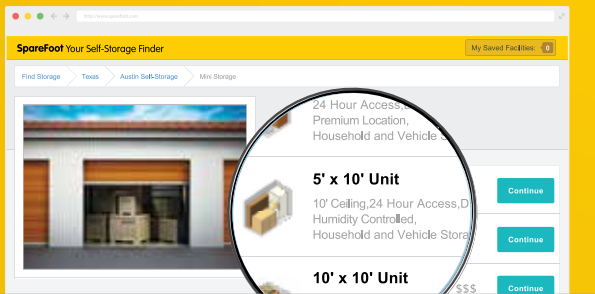 http://www.sparefoot.com
SpareFoot Your Self-Storage Finder
My Saved Facilities: 0
Find Storage
Texas
Austin Self-Storage
Mini Storage
24 Hour Access,
Premium Location,
Household and Vehicle S
5' x 10' Unit
10' Ceiling,24 Hour Access,D
Humidity Controlled,
Household and Vehicle Stora
Continue
Continue
10' x 10' Unit
$$$
Continue